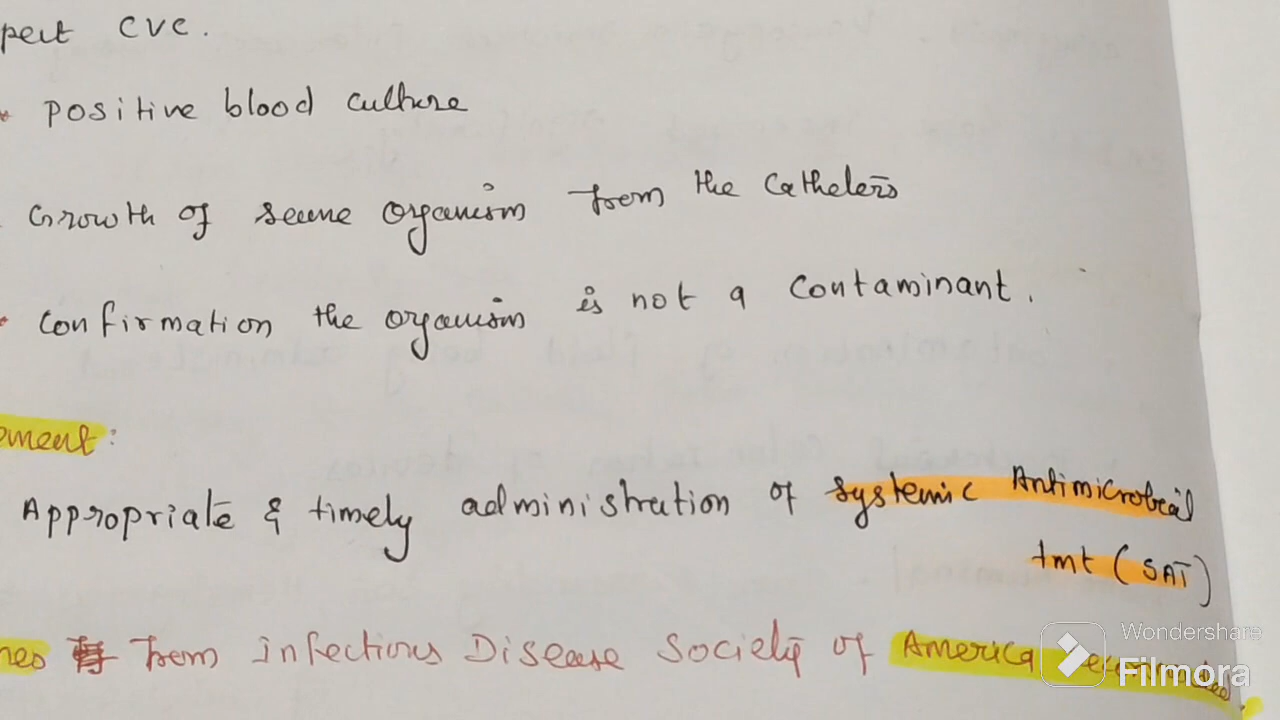 pect CVC.
* positive blood culture
Growth of same organism from the catheters
* confirmation the organism is not a contaminant.
ement:
Appropriate & timely administration of systemic Antimicrobial
tmt (SAT)
nes from infectious Disease Society of America
Wondershare
Filmora